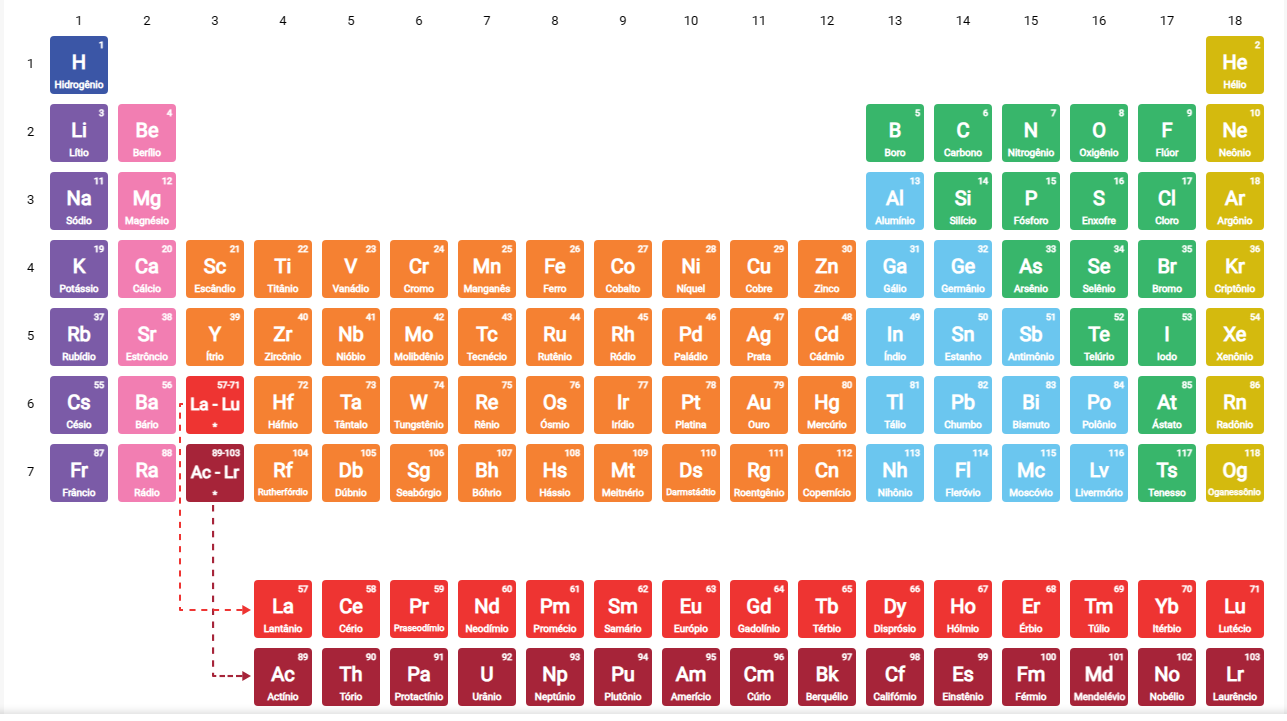 1 2 3 4 5 6 7 8 9 10 11 12 13 14 15 16 17 18
1
1 2
H He
Hidrogênio Hélio
2
3 4 5 6 7 8 9 10
Li Be B C N O F Ne
Lítio Berílio Boro Carbono Nitrogênio Oxigênio Flúor Neônio
3
11 12 13 14 15 16 17 18
Na Mg Al Si P S Cl Ar
Sódio Magnésio Alumínio Silício Fósforo Enxofre Cloro Argônio
4
19 20 21 22 23 24 25 26 27 28 29 30 31 32 33 34 35 36
K Ca Sc Ti V Cr Mn Fe Co Ni Cu Zn Ga Ge As Se Br Kr
Potássio Cálcio Escândio Titânio Vanádio Cromo Manganês Ferro Cobalto Níquel Cobre Zinco Gálio Germânio Arsênio Selênio Bromo Criptônio
5
37 38 39 40 41 42 43 44 45 46 47 48 49 50 51 52 53 54
Rb Sr Y Zr Nb Mo Tc Ru Rh Pd Ag Cd In Sn Sb Te I Xe
Rubídio Estrôncio Ítrio Zircônio Nióbio Molibdênio Tecnécio Rutênio Ródio Paládio Prata Cádmio Índio Estanho Antimônio Telúrio Iodo Xenônio
6
55 56 57-71 72 73 74 75 76 77 78 79 80 81 82 83 84 85 86
Cs Ba La - Lu Hf Ta W Re Os Ir Pt Au Hg Tl Pb Bi Po At Rn
Césio Bário * Háfnio Tântalo Tungstênio Rênio Ósmio Irídio Platina Ouro Mercúrio Tálio Chumbo Bismuto Polônio Ástato Radônio
7
87 88 89-103 104 105 106 107 108 109 110 111 112 113 114 115 116 117 118
Fr Ra Ac - Lr Rf Db Sg Bh Hs Mt Ds Rg Cn Nh Fl Mc Lv Ts Og
Frâncio Rádio * Rutherfórdio Dúbnio Seabórgio Bóhrio Hássio Meitnério Darmstádtio Roentgênio Copernício Nihônio Fleróvio Moscóvio Livermório Tenesso Oganessônio
57 58 59 60 61 62 63 64 65 66 67 68 69 70 71
La Ce Pr Nd Pm Sm Eu Gd Tb Dy Ho Er Tm Yb Lu
Lantânio Cério Praseodímio Neodímio Promécio Samário Európio Gadolínio Térbio Disprósio Hólmio Érbio Túlio Itérbio Lutécio
89 90 91 92 93 94 95 96 97 98 99 100 101 102 103
Ac Th Pa U Np Pu Am Cm Bk Cf Es Fm Md No Lr
Actínio Tório Protactínio Urânio Neptúnio Plutônio Amerício Cúrio Berquélio Califórnio Einstênio Férmio Mendelévio Nobélio Laurêncio